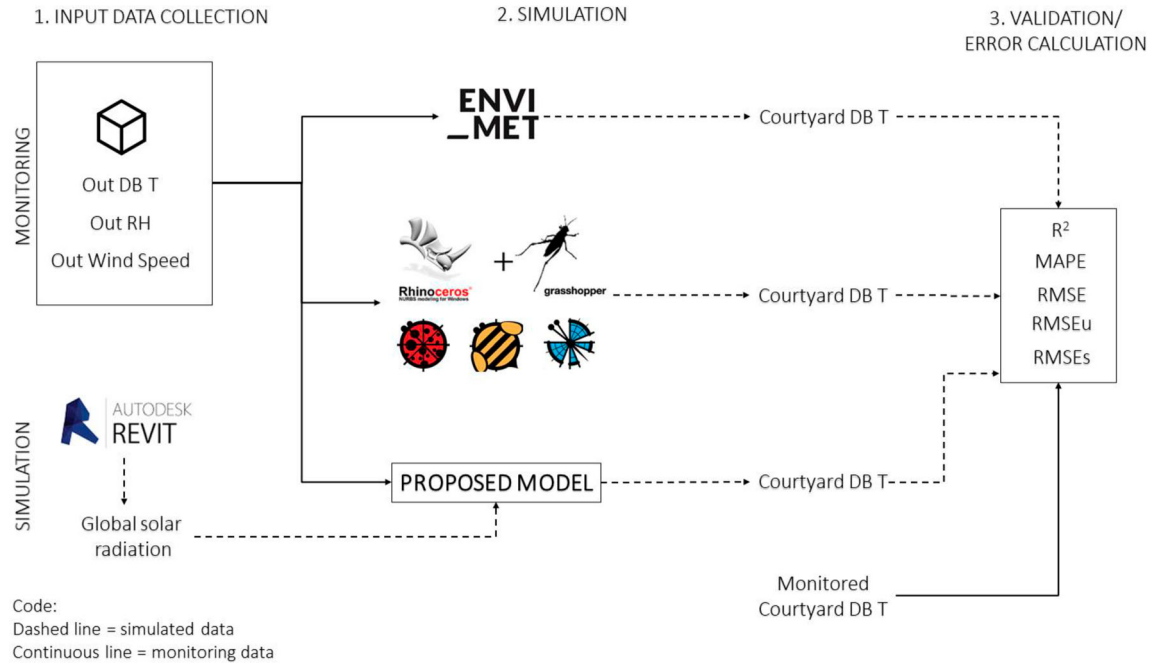 1. INPUT DATA COLLECTION
2. SIMULATION
3. VALIDATION/
ERROR CALCULATION
MONITORING
Out DB T
Out RH
Out Wind Speed
ENVI
_MET
Courtyard DB T
Rhinoceros®
NURBS modeling for Windows
+
grasshopper
Courtyard DB T
R²
MAPE
RMSE
RMSEu
RMSEs
SIMULATION
AUTODESK
REVIT
Global solar
radiation
PROPOSED MODEL
Courtyard DB T
Monitored
Courtyard DB T
Code:
Dashed line = simulated data
Continuous line = monitoring data